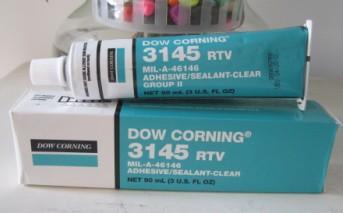 DOW CORNING
3145 RTV
MIL-A-46146
ADHESIVE/SEALANT-CLEAR
GROUP II
NET 90 mL (3 U.S. FL OZ)
DOW CORNING
DOW CORNING®
3145 RTV
MIL-A-46146
ADHESIVE/SEALANT-CLEAR
NET 90 mL (3 U.S. FL OZ)